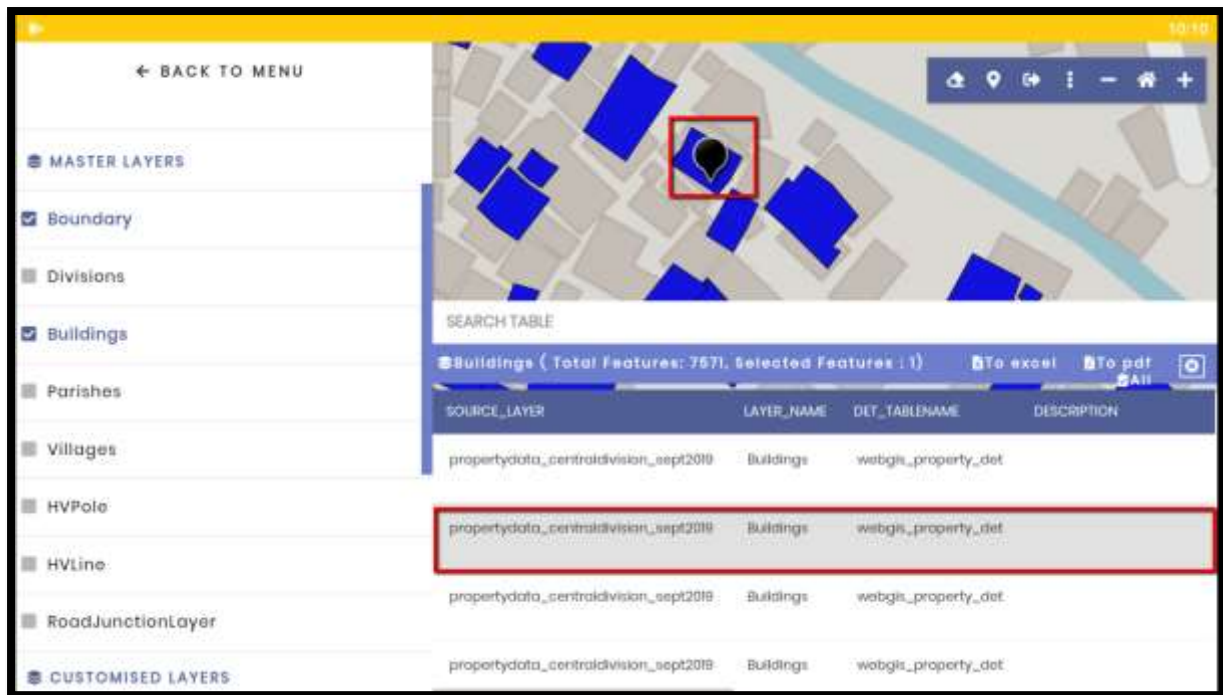 10:10
← BACK TO MENU
MASTER LAYERS
Boundary
Divisions
Buildings
Parishes
Villages
HVPole
HVLine
RoadJunctionLayer
CUSTOMISED LAYERS
SEARCH TABLE
Buildings ( Total Features: 7571, Selected Features : 1) To excel To pdf
All
SOURCE_LAYER LAYER_NAME DET_TABLENAME DESCRIPTION
propertydata_centraldivision_sept2019 Buildings webgis_property_det
propertydata_centraldivision_sept2019 Buildings webgis_property_det
propertydata_centraldivision_sept2019 Buildings webgis_property_det
propertydata_centraldivision_sept2019 Buildings webgis_property_det